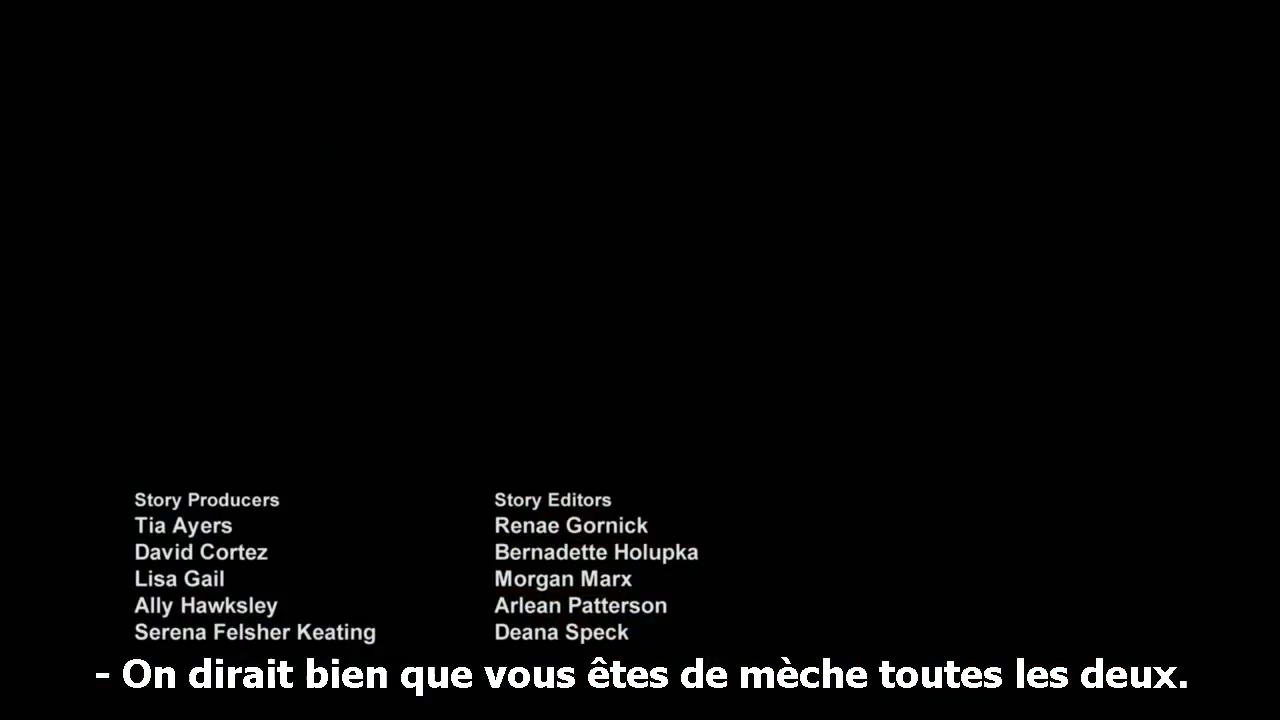 Story Producers
Tia Ayers
David Cortez
Lisa Gail
Ally Hawksley
Serena Felsher Keating
Story Editors
Renae Gornick
Bernadette Holupka
Morgan Marx
Arlean Patterson
Deana Speck
- On dirait bien que vous êtes de mèche toutes les deux.